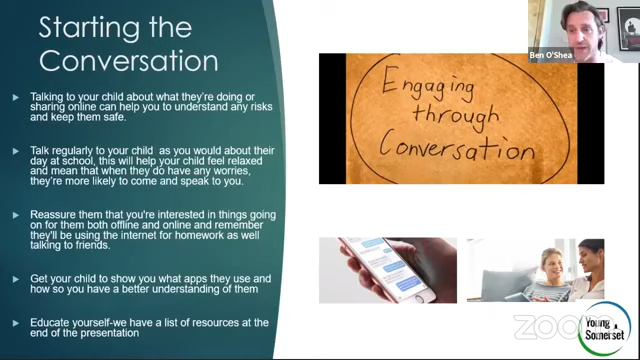 Starting the
Conversation
Talking to your child about what they're doing or
sharing online can help you to understand any risks
and keep them safe.
Talk regularly to your child as you would about their
day at school, this will help your child feel relaxed
and mean that when they do have any worries,
they're more likely to come and speak to you.
Reassure them that you're interested in things going
on for them both offline and online and remember
they'll be using the internet for homework as well
talking to friends.
Get your child to show you what apps they use and
how so you have a better understanding of them
Educate yourself-we have a list of resources at the
end of the presentation
Ben O'Shea
Engaging
through
Conversation
zoom
Young
Somerset